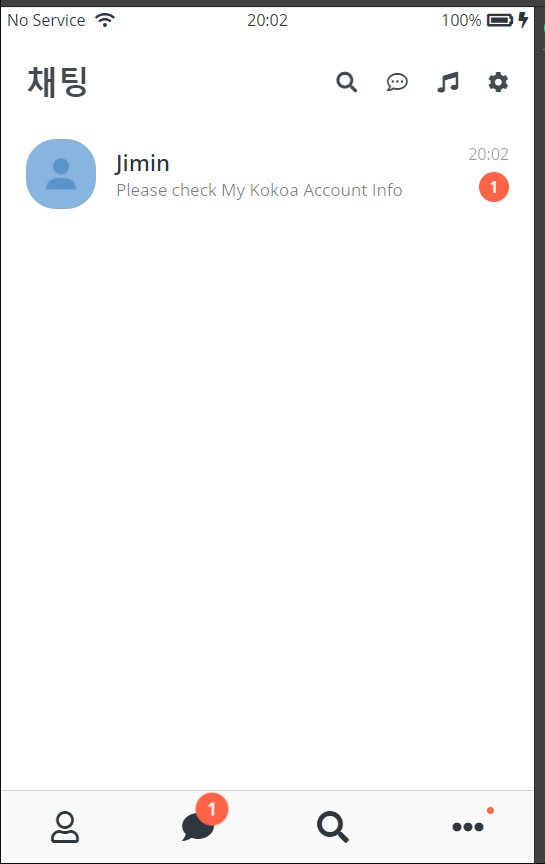 No Service 20:02 100%
채팅
Jimin 20:02
Please check My Kokoa Account Info 1
1